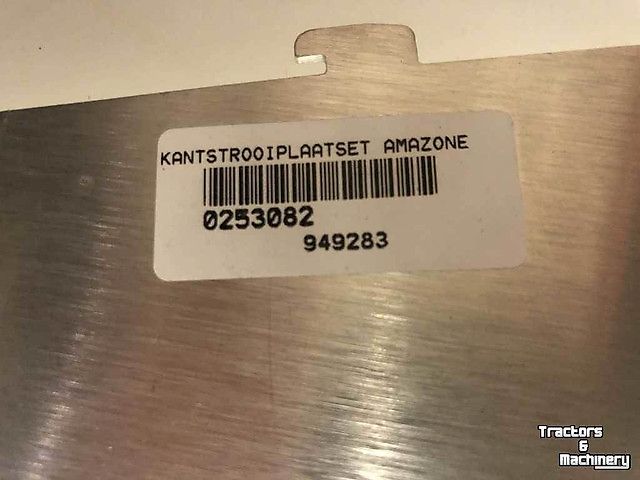 KANTSTROOIPLAATSET AMAZONE
0253082
949283
Tractors
& Machinery